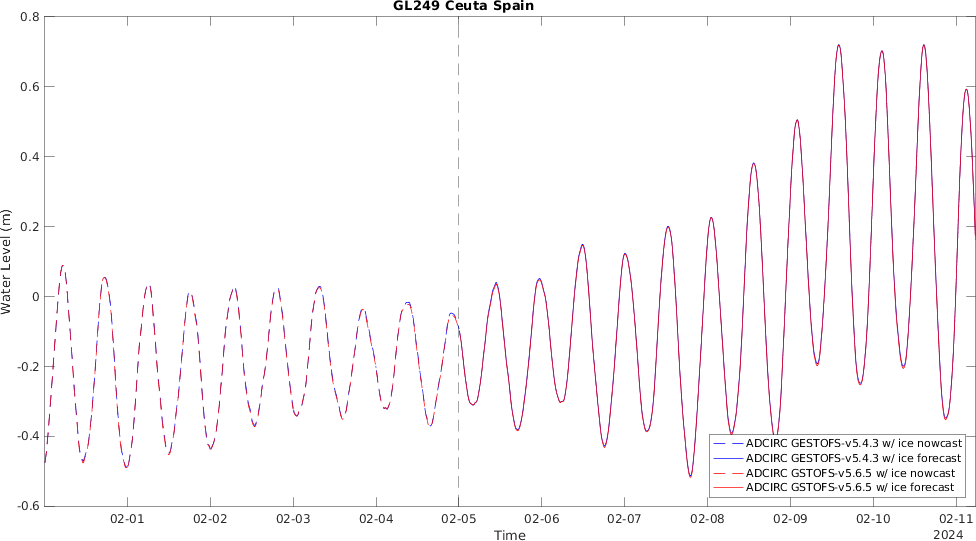 GL249 Ceuta Spain
0.8
0.6
0.4
0.2
0
-0.2
-0.4
-0.6
Water Level (m)
ADCIRC GESTOFS-v5.4.3 w/ ice nowcast
ADCIRC GESTOFS-v5.4.3 w/ ice forecast
ADCIRC GSTOFS-v5.6.5 w/ ice nowcast
ADCIRC GSTOFS-v5.6.5 w/ ice forecast
02-01 02-02 02-03 02-04 02-05 02-06 02-07 02-08 02-09 02-10 02-11
Time 2024